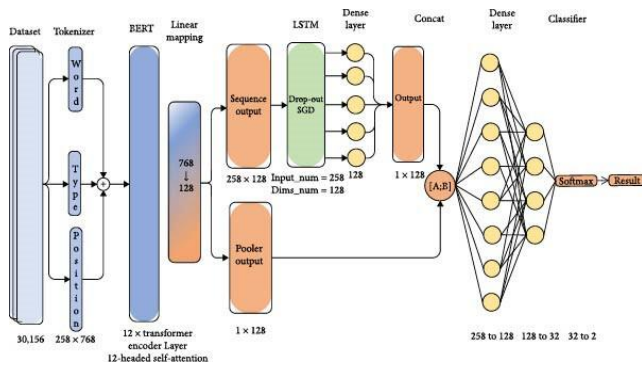 Dataset
Tokenizer
BERT
Linear
mapping
LSTM
Dense
layer
Concat
Dense
layer
Classifier
Word
Type
Position
+
768
↓
128
Sequence
output
Drop-out
SGD
Output
Pooler
output
[A;B]
Softmax
Result
30,156
258 × 768
12 × transformer
encoder Layer
12-headed self-attention
258 × 128
Input_num = 258
Dims_num = 128
128
1 × 128
1 × 128
258 to 128
128 to 32
32 to 2